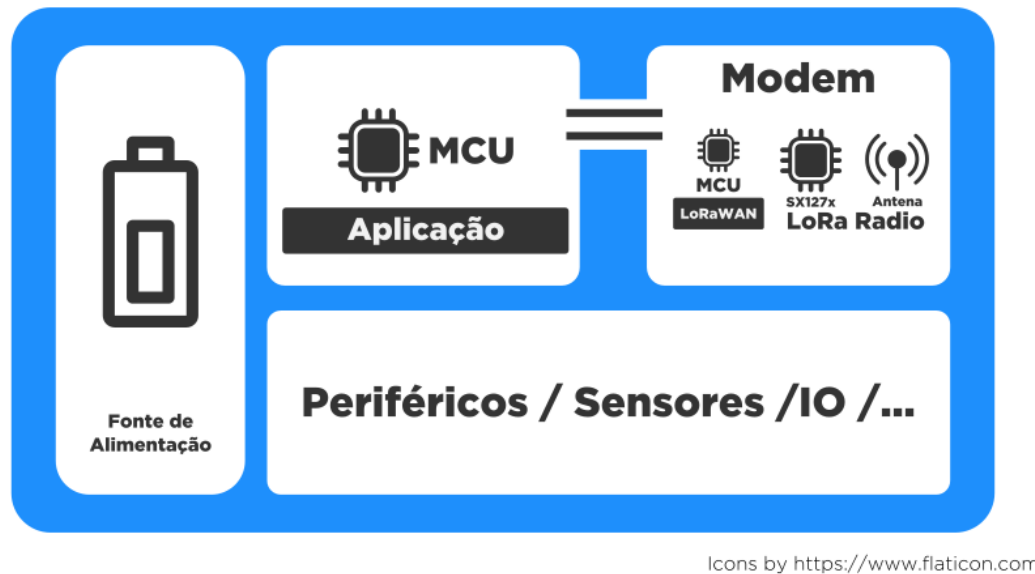 Fonte de
Alimentação
MCU
Aplicação
Modem
MCU
LoRaWAN
SX127x
Antena
LoRa Radio
Periféricos / Sensores /IO /...
Icons by https://www.flaticon.com